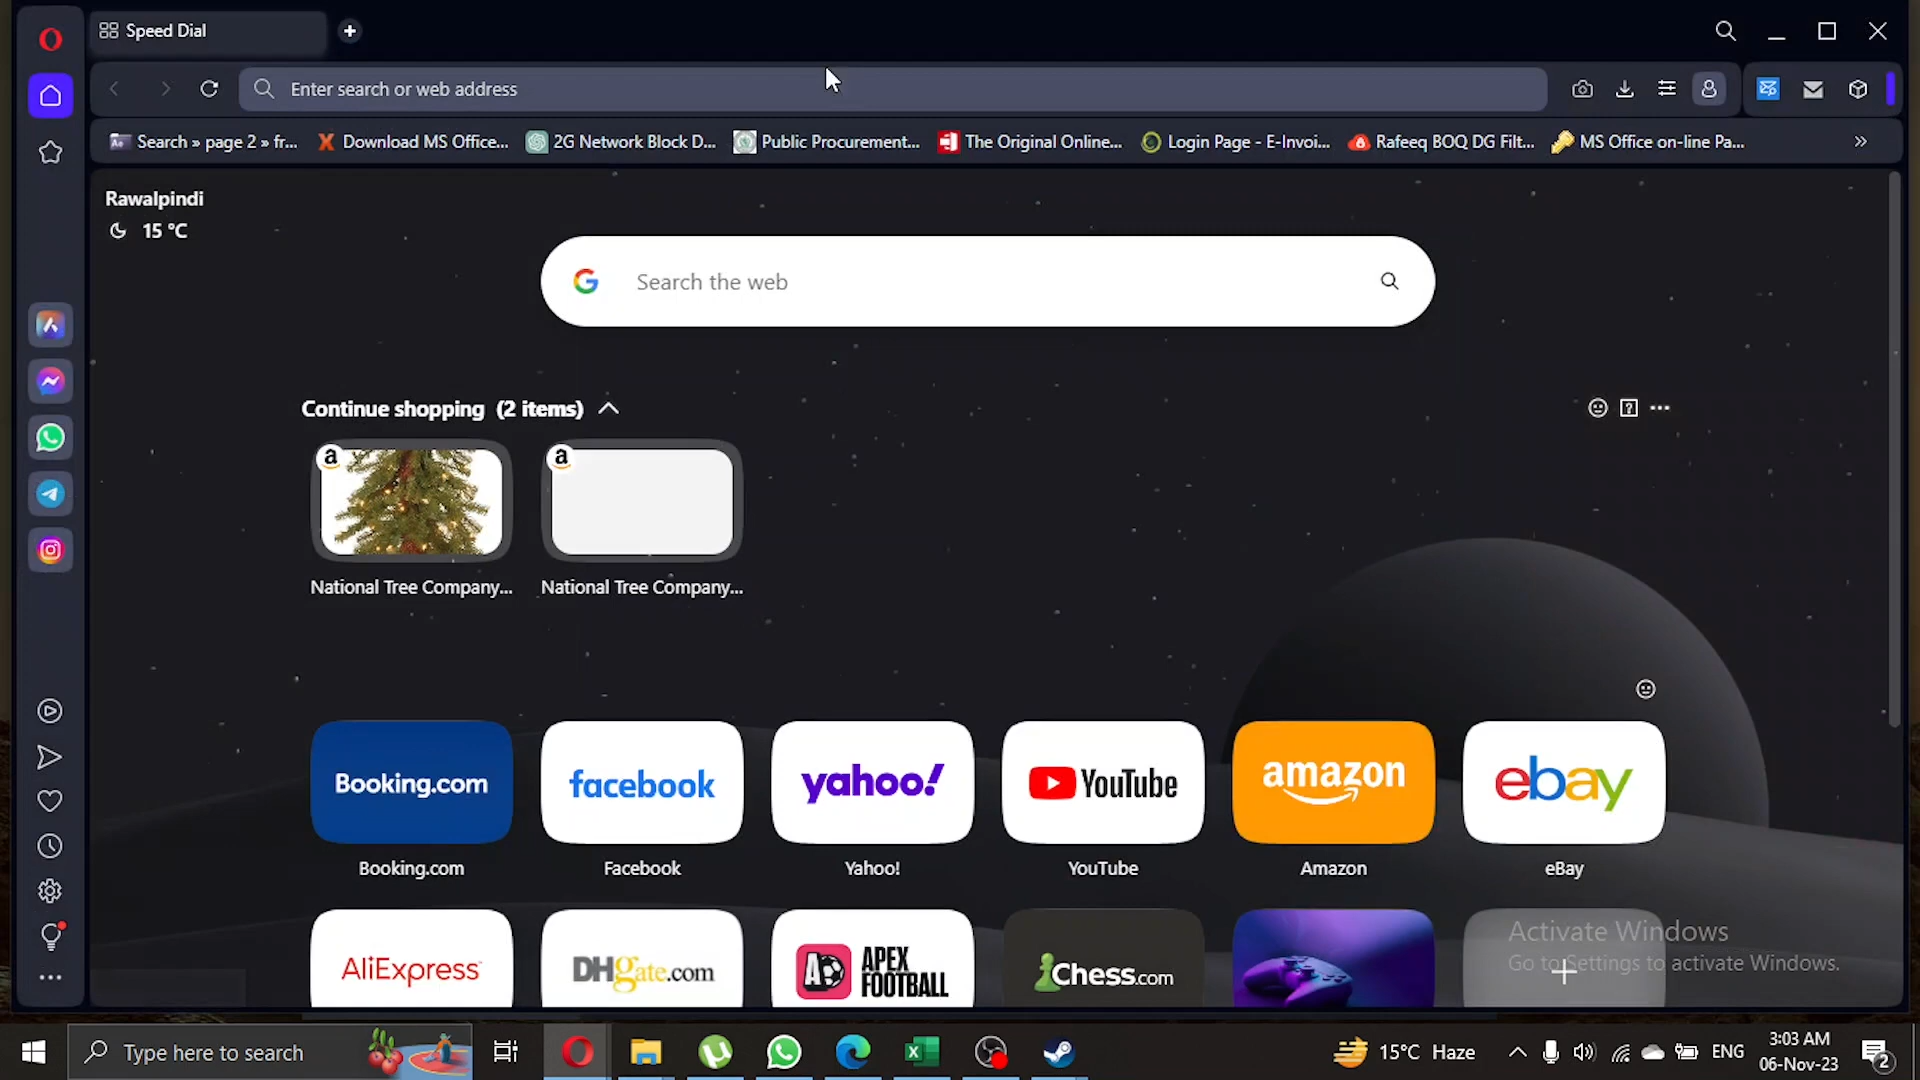 Speed Dial
Enter search or web address
Search » page 2 » fr...
Download MS Office...
2G Network Block D...
Public Procurement...
The Original Online...
Login Page - E-Invoi...
Rafeeq BOQ DG Filt...
MS Office on-line Pa...
Rawalpindi
15 °C
Search the web
Continue shopping (2 items)
a
a
National Tree Company...
National Tree Company...
Booking.com
facebook
yahoo!
YouTube
amazon
ebay
Booking.com
Facebook
Yahoo!
YouTube
Amazon
eBay
AliExpress
DHgate.com
APEX
FOOTBALL
Chess.com
Activate Windows
Go to Settings to activate Windows.
Type here to search
15°C Haze
ENG
3:03 AM
06-Nov-23
2